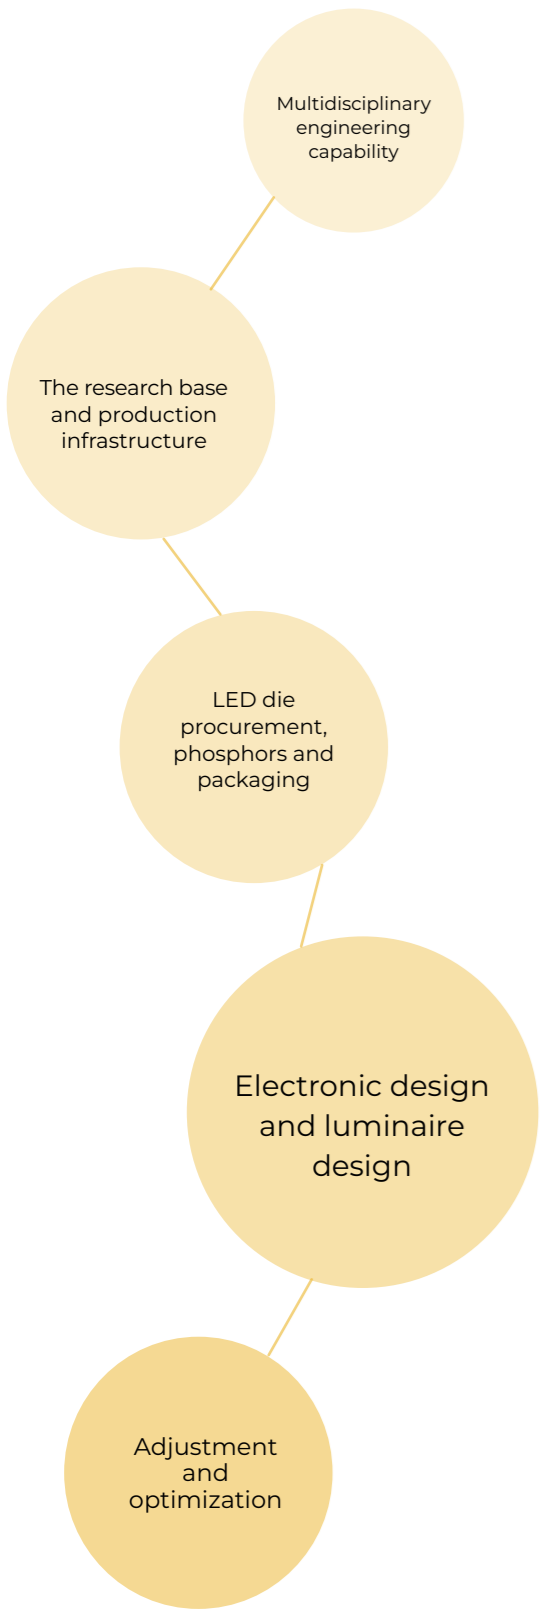 Multidisciplinary
engineering
capability
The research base
and production
infrastructure
LED die
procurement,
phosphors and
packaging
Electronic design
and luminaire
design
Adjustment
and
optimization